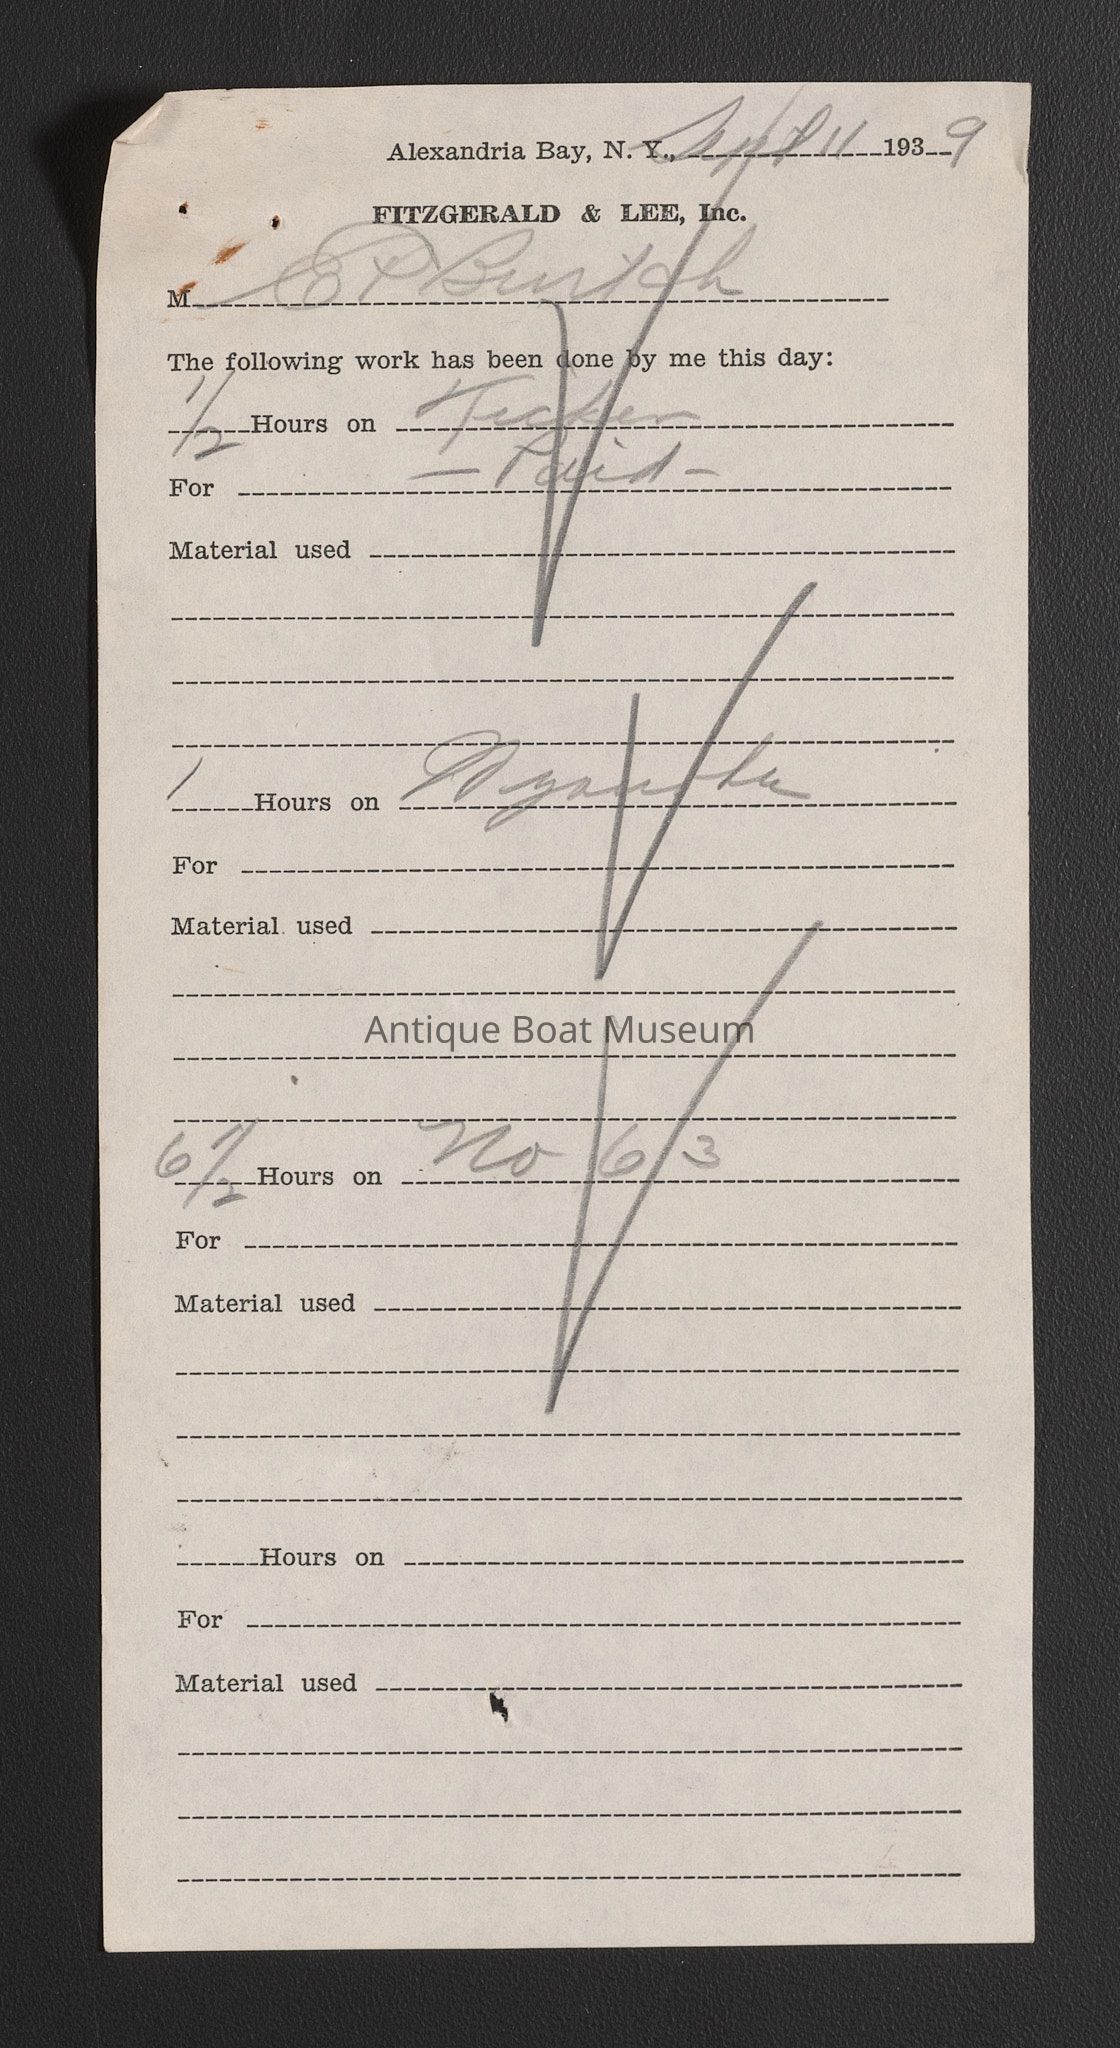 Alexandria Bay, N. Y., Sept 11 1939
FITZGERALD & LEE, Inc.
M E P Burtch
The following work has been done by me this day:
1/2 Hours on
For — Paid —
Material used
1 Hours on
For
Material used
Antique Boat Museum
6 1/2 Hours on No 63
For
Material used
Hours on
For
Material used